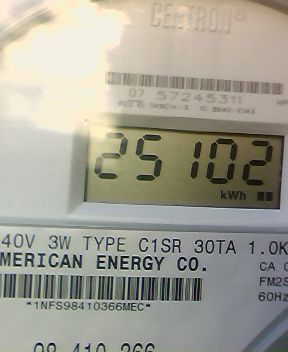 CENTRON®
07 57245311
25102
kWh
40V 3W TYPE C1SR 30TA 1.0K
MERICAN ENERGY CO.
CA 0
FM2S
60Hz
*1NFS98410366MEC*
98 410 366